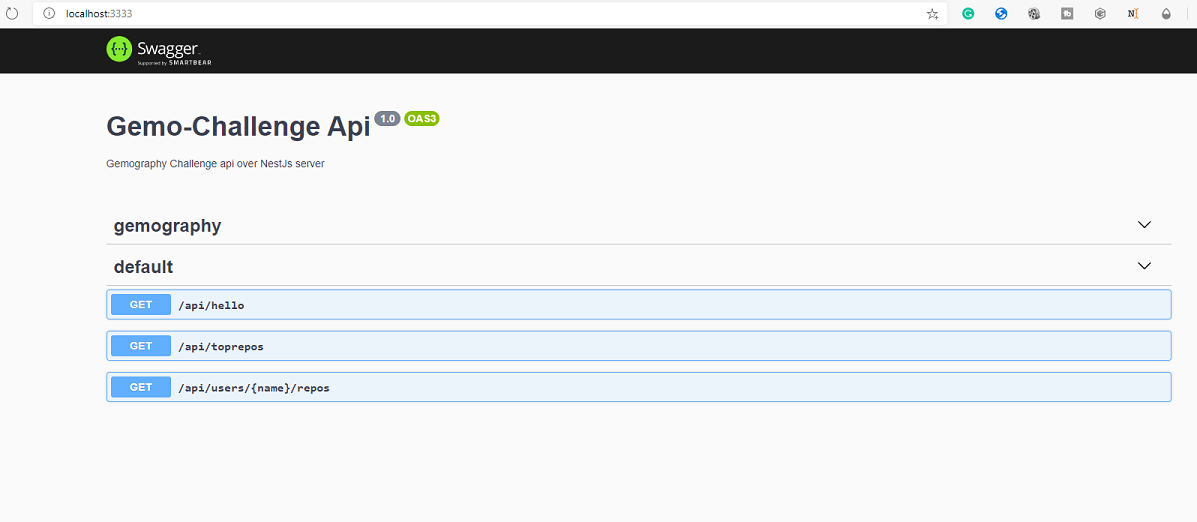 localhost:3333
Swagger
Supported by SMARTBEAR
Gemo-Challenge Api 1.0 OAS3
Gemography Challenge api over NestJs server
gemography
default
GET /api/hello
GET /api/toprepos
GET /api/users/{name}/repos